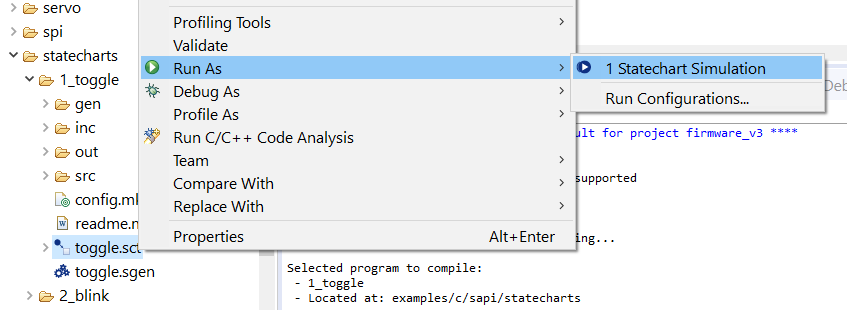 servo
spi
statecharts
1_toggle
gen
inc
out
src
config.ml
readme.n
toggle.sct
toggle.sgen
2_blink
Profiling Tools
Validate
Run As
Debug As
Profile As
Run C/C++ Code Analysis
Team
Compare With
Replace With
Properties Alt+Enter
1 Statechart Simulation
Run Configurations...
Deb
ult for project firmware_v3 ****
supported
ing...
Selected program to compile:
- 1_toggle
- Located at: examples/c/sapi/statecharts